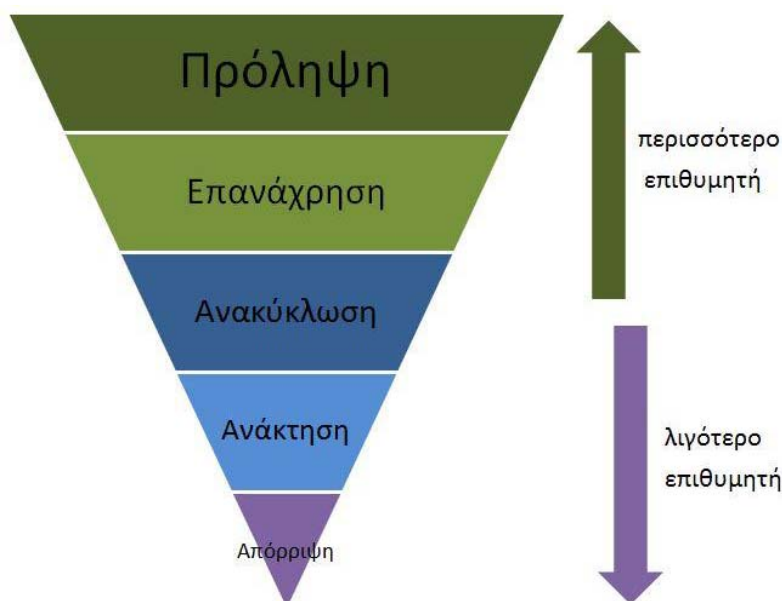 Πρόληψη
Επανάχρηση
Ανακύκλωση
Ανάκτηση
Απόρριψη
περισσότερο
επιθυμητή
λιγότερο
επιθυμητή